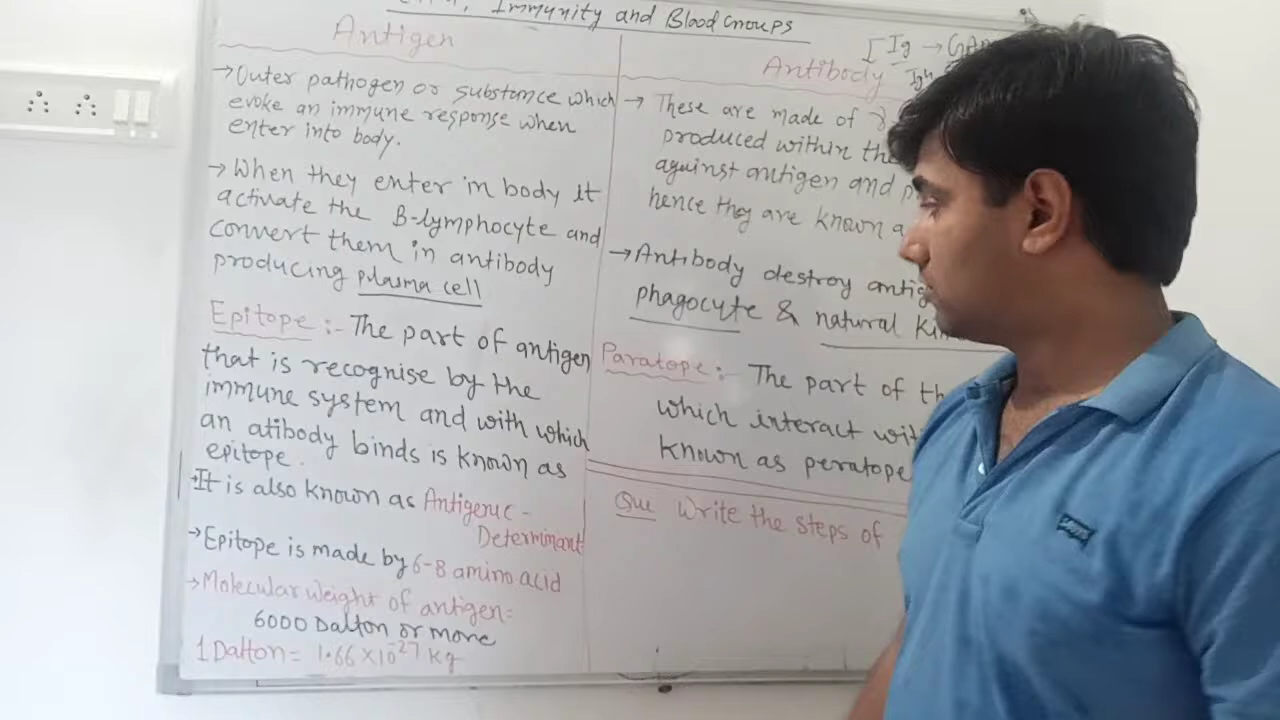 Immunity and Blood Groups
Antigen
→Outer pathogen or substance which
evoke an immune response when
enter into body.
→When they enter in body it
activate the B-lymphocyte and
convert them in antibody
producing plasma cell
Epitope :- The part of antigen
that is recognise by the
immune system and with which
an atibody binds is known as
epitope.
→It is also known as Antigenic -
Determinant
→Epitope is made by 6-8 amino acid
→Molecular weight of antigen=
6000 Dalton or more
1 Dalton = 1.66 × 10⁻²⁷ kg
[Ig →
Antibody
→ These are made of γ
produced within the
against antigen and
hence they are known
→Antibody destroy
phagocyte & natural
Paratope :- The part of
which interact
known as peratope
Que Write the steps of